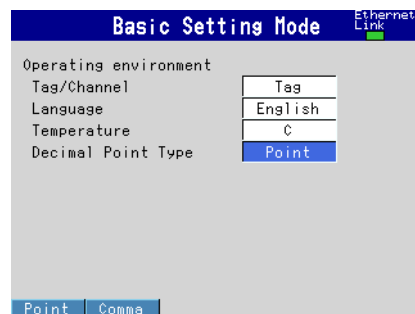 Basic Setting Mode
Ethernet
Link
Operating environment
Tag/Channel Tag
Language English
Temperature C
Decimal Point Type Point
Point Comma